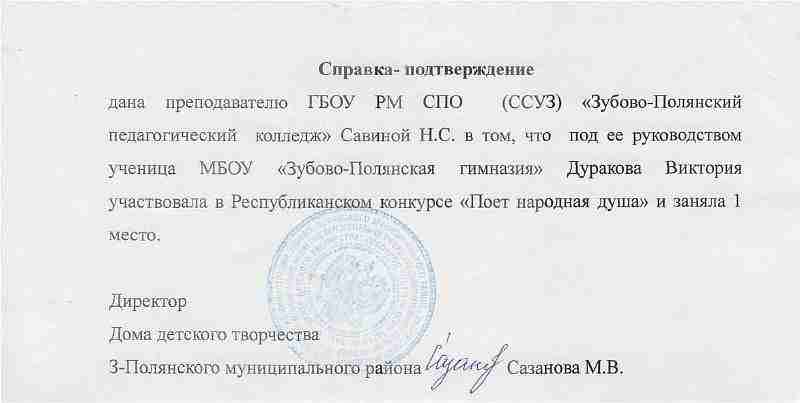 Справка- подтверждение
дана преподавателю ГБОУ РМ СПО (ССУЗ) «Зубово-Полянский
педагогический колледж» Савиной Н.С. в том, что под ее руководством
ученица МБОУ «Зубово-Полянская гимназия» Дуракова Виктория
участвовала в Республиканском конкурсе «Поет народная душа» и заняла 1
место.
Директор
Дома детского творчества
З-Полянского муниципального района Сазанова М.В.